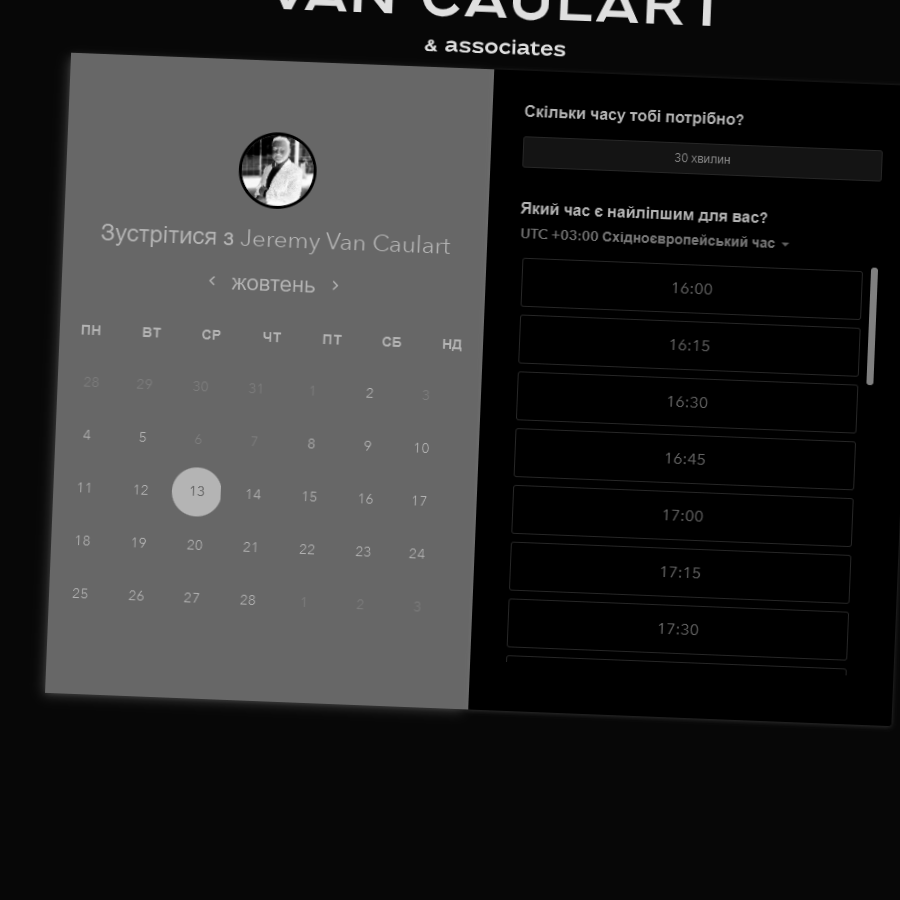 VAN CAULART
& associates
Зустрітися з Jeremy Van Caulart
жовтень
ПН ВТ СР ЧТ ПТ СБ НД
28 29 30 31 1 2 3
4 5 6 7 8 9 10
11 12 13 14 15 16 17
18 19 20 21 22 23 24
25 26 27 28 1 2 3
Скільки часу тобі потрібно?
30 хвилин
Який час є найліпшим для вас?
UTC +03:00 Східноєвропейський час
16:00
16:15
16:30
16:45
17:00
17:15
17:30